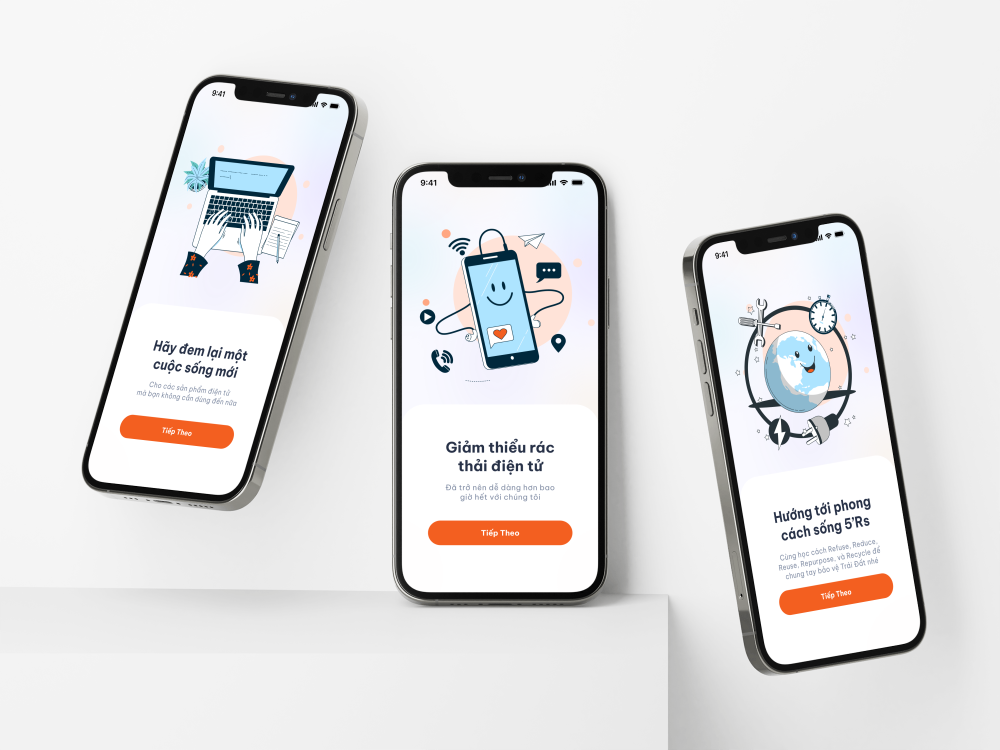 9:41
Hãy đem lại một
cuộc sống mới
Cho các sản phẩm điện tử
mà bạn không cần dùng đến nữa
Tiếp Theo
9:41
Giảm thiểu rác
thải điện tử
Đã trở nên dễ dàng hơn bao
giờ hết với chúng tôi
Tiếp Theo
9:41
Hướng tới phong
cách sống 5'Rs
Cùng học cách Refuse, Reduce,
Reuse, Repurpose, và Recycle để
chung tay bảo vệ Trái Đất nhé
Tiếp Theo